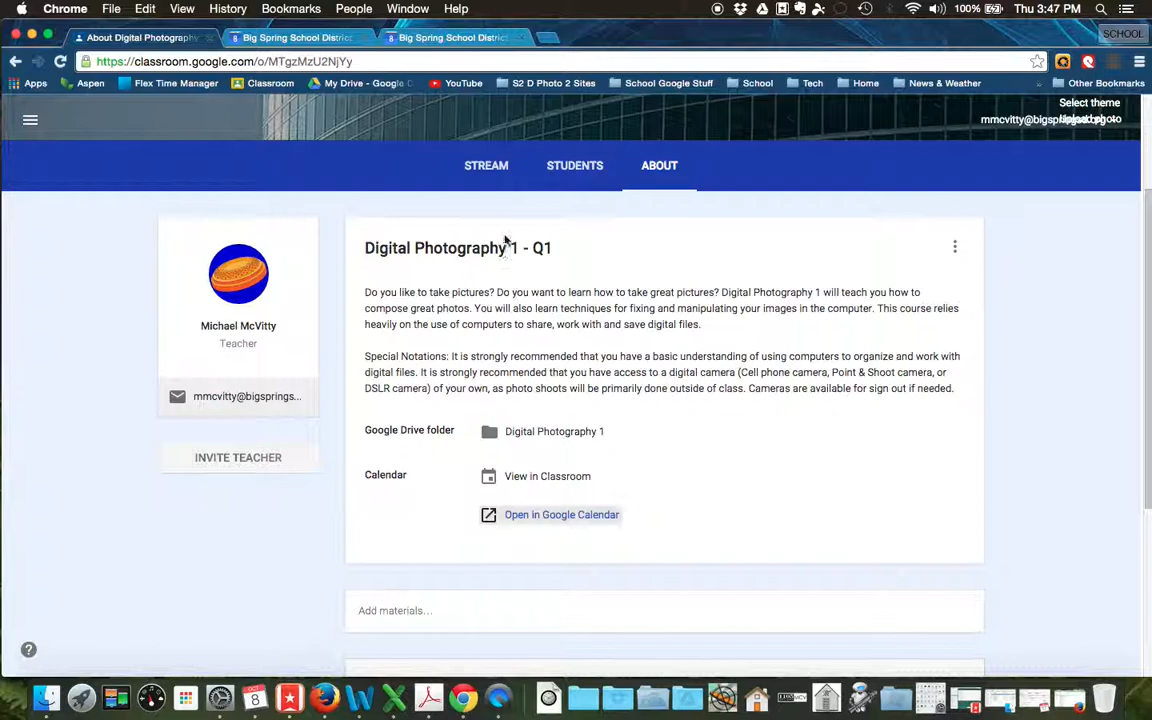 Chrome File Edit View History Bookmarks People Window Help 100% Thu 3:47 PM
About Digital Photography Big Spring School Distric Big Spring School Distric SCHOOL
https://classroom.google.com/o/MTgzMzU2NjYy
Apps Aspen Flex Time Manager Classroom My Drive - Google YouTube S2 D Photo 2 Sites School Google Stuff School Tech Home News & Weather Other Bookmarks
Select theme
Upload photo
STREAM STUDENTS ABOUT
Digital Photography 1 - Q1
Do you like to take pictures? Do you want to learn how to take great pictures? Digital Photography 1 will teach you how to
compose great photos. You will also learn techniques for fixing and manipulating your images in the computer. This course relies
heavily on the use of computers to share, work with and save digital files.
Special Notations: It is strongly recommended that you have a basic understanding of using computers to organize and work with
digital files. It is strongly recommended that you have access to a digital camera (Cell phone camera, Point & Shoot camera, or
DSLR camera) of your own, as photo shoots will be primarily done outside of class. Cameras are available for sign out if needed.
Michael McVitty
Teacher
mmcvitty@bigsprings...
INVITE TEACHER
Google Drive folder Digital Photography 1
Calendar View in Classroom
Open in Google Calendar
Add materials...
?
8